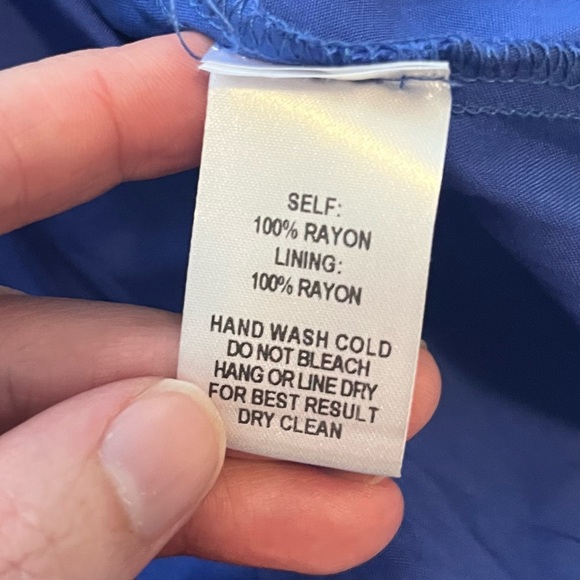 SELF:
100% RAYON
LINING:
100% RAYON
HAND WASH COLD
DO NOT BLEACH
HANG OR LINE DRY
FOR BEST RESULT
DRY CLEAN